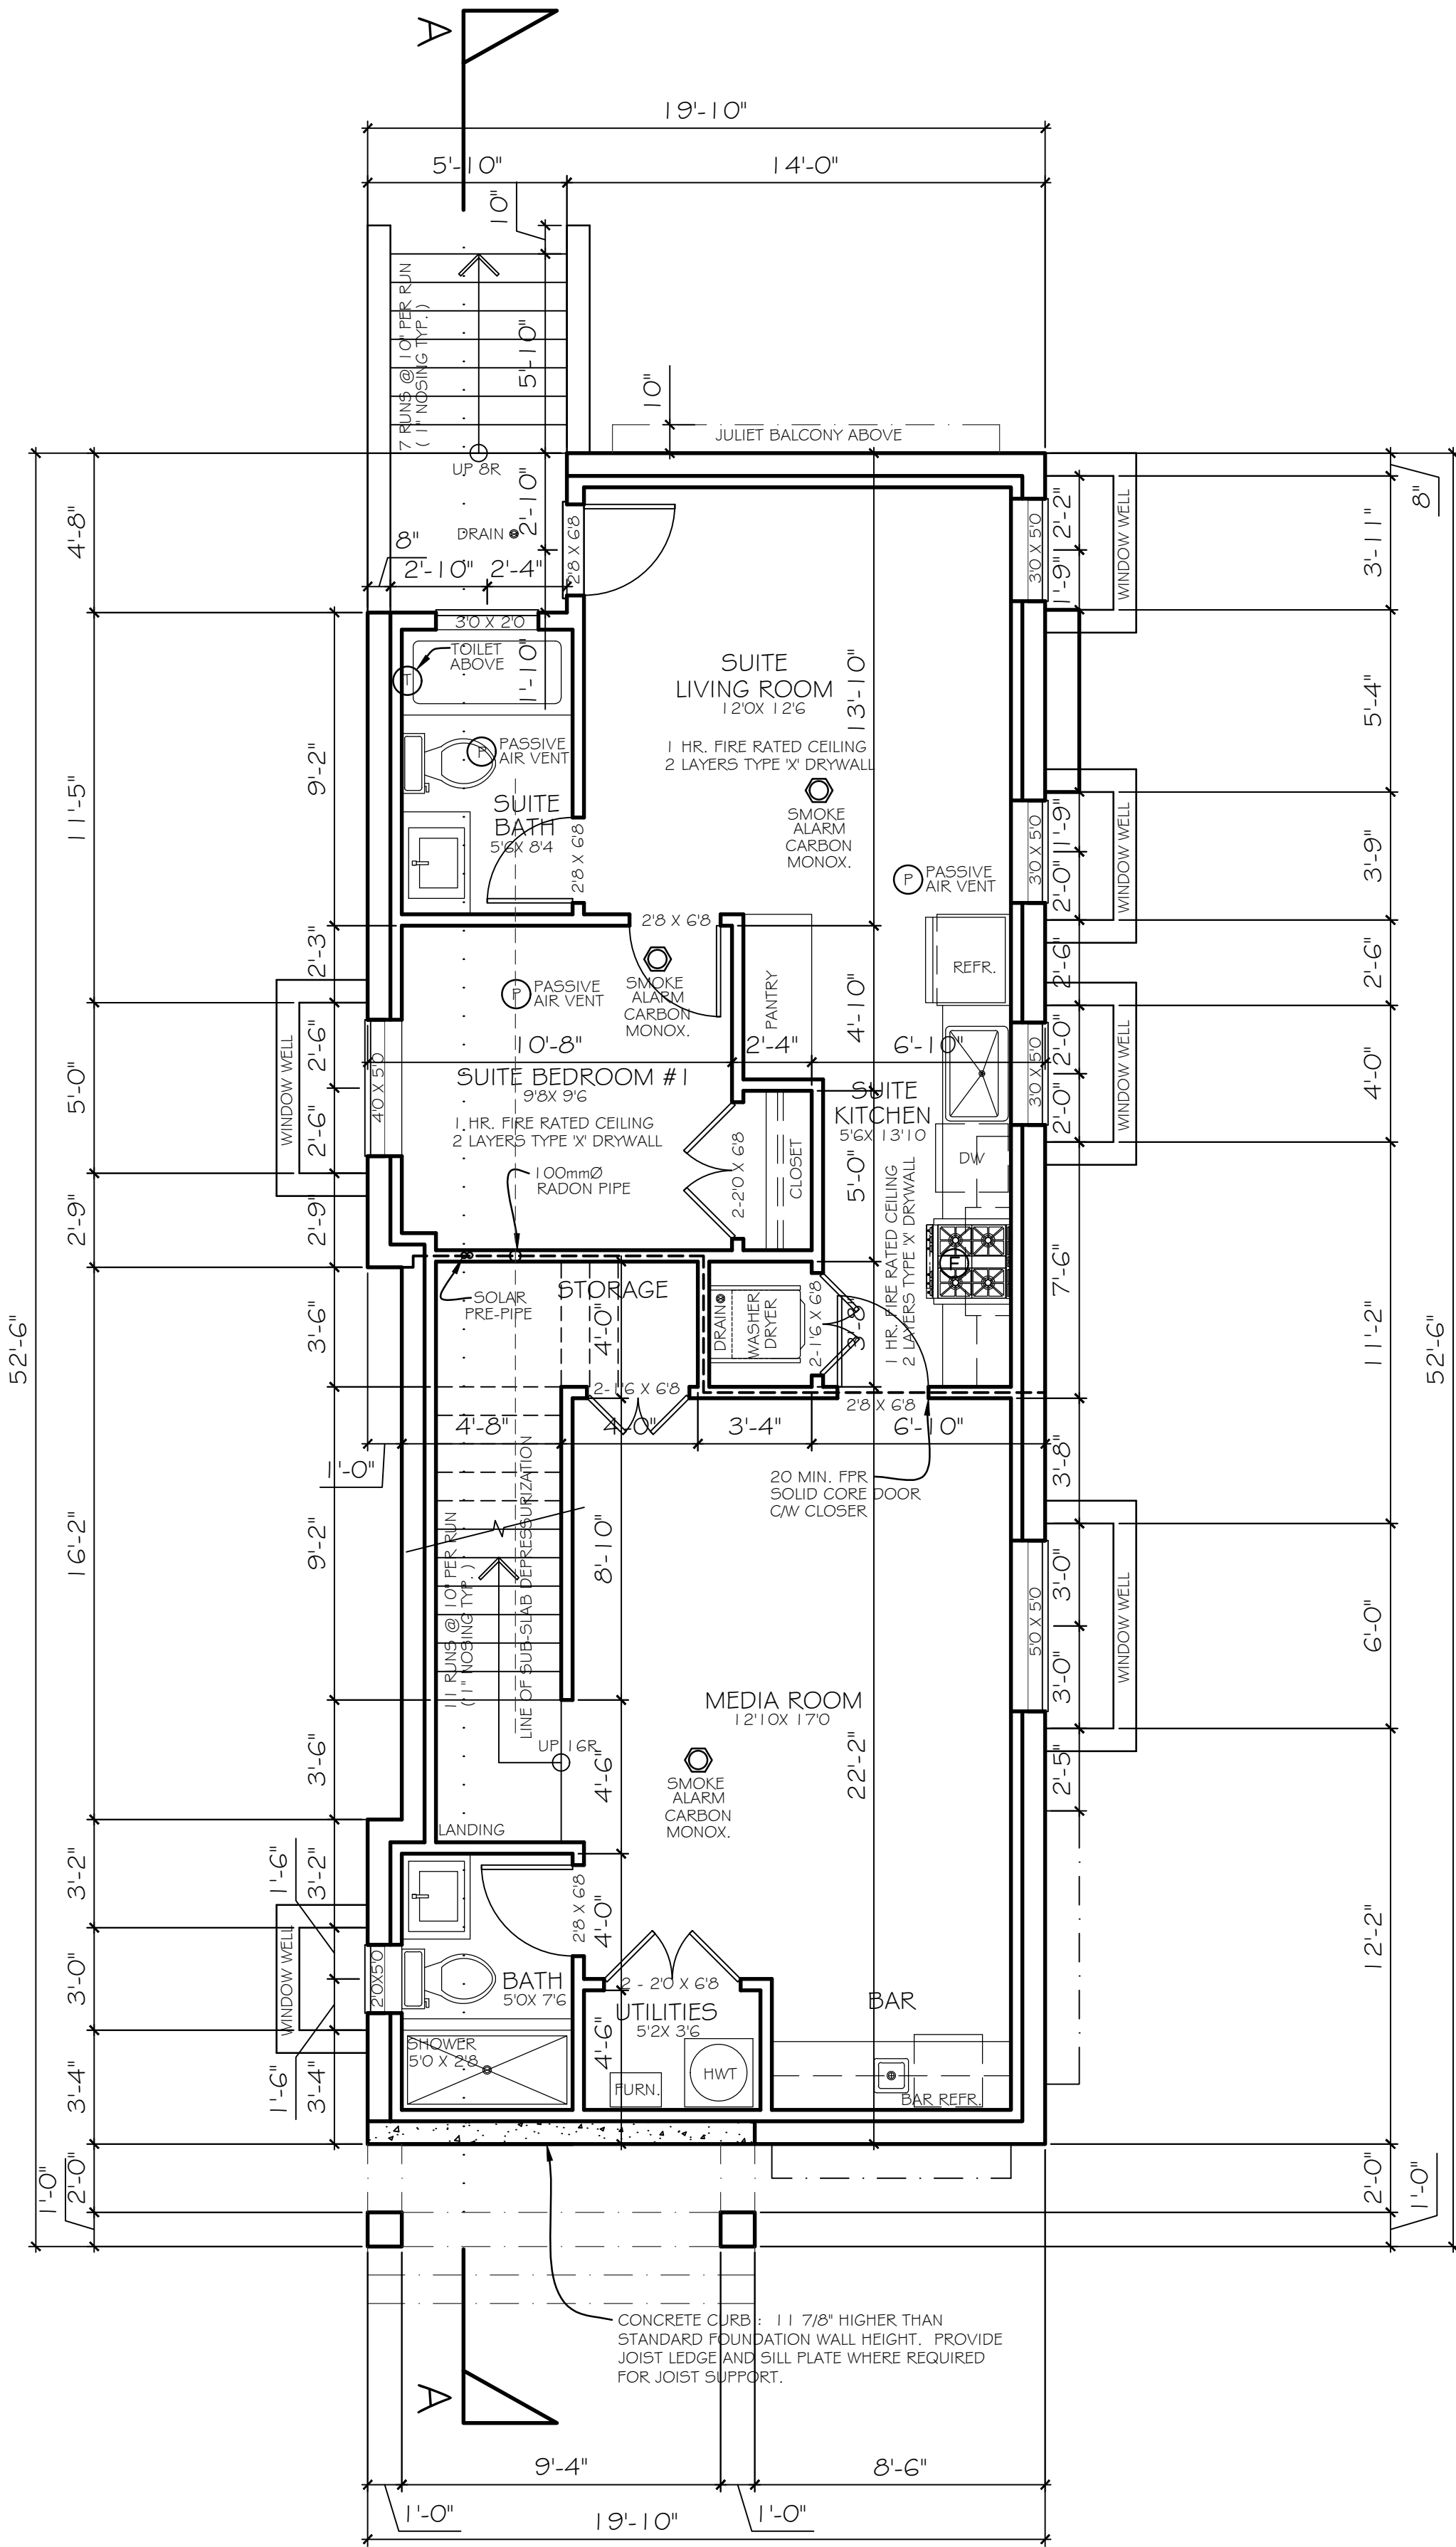 A
19'-10"
5'-10"
14'-0"
10"
7 RUNS @ 10" PER RUN
( 1" NOSING TYP. )
5'-10"
10"
JULIET BALCONY ABOVE
UP 8R
2'-10"
DRAIN
8"
2'-10"
2'-4"
2'8 X 6'8
3'0 X 2'0
1'-10"
TOILET
ABOVE
T
P
PASSIVE
AIR VENT
SUITE
BATH
5'6X 8'4
2'8 X 6'8
SUITE
LIVING ROOM
12'0X 12'6
13'-10"
1 HR. FIRE RATED CEILING
2 LAYERS TYPE 'X' DRYWALL
SMOKE
ALARM
CARBON
MONOX.
P
PASSIVE
AIR VENT
3'0 X 5'0
2'-2"
1'-9"
WINDOW WELL
8"
3'-11"
5'-4"
3'0 X 5'0
1'-9"
2'-0"
WINDOW WELL
3'-9"
2'-6"
2'-6"
3'0 X 5'0
2'-0"
2'-0"
WINDOW WELL
4'-0"
7'-6"
11'-2"
52'-6"
52'-6"
4'-8"
11'-5"
9'-2"
2'-3"
5'-0"
2'-6"
2'-6"
WINDOW WELL
4'0 X 5'0
2'-9"
2'-9"
2'8 X 6'8
P
PASSIVE
AIR VENT
SMOKE
ALARM
CARBON
MONOX.
PANTRY
REFR.
4'-10"
10'-8"
2'-4"
6'-10"
SUITE BEDROOM #1
9'8X 9'6
1 HR. FIRE RATED CEILING
2 LAYERS TYPE 'X' DRYWALL
SUITE
KITCHEN
5'6X 13'10
2-2'0 X 6'8
CLOSET
5'-0"
DW
1 HR. FIRE RATED CEILING
2 LAYERS TYPE 'X' DRYWALL
F
100mmØ
RADON PIPE
SOLAR
PRE-PIPE
STORAGE
4'-0"
DRAIN
WASHER
DRYER
2-1'6 X 6'8
3'-8"
2-1'6 X 6'8
2'8 X 6'8
3'-6"
16'-2"
9'-2"
1'-0"
4'-8"
4'-0"
3'-4"
6'-10"
3'-8"
20 MIN. FPR
SOLID CORE DOOR
C/W CLOSER
11 RUNS @ 10" PER RUN
( 1" NOSING TYP. )
LINE OF SUB-SLAB DEPRESSURIZATION
8'-10"
5'0 X 5'0
3'-0"
3'-0"
WINDOW WELL
6'-0"
MEDIA ROOM
12'10X 17'0
22'-2"
UP 16R
4'-6"
SMOKE
ALARM
CARBON
MONOX.
2'-5"
3'-6"
LANDING
3'-2"
3'-2"
1'-6"
3'-0"
WINDOW WELL
2'0X5'0
1'-6"
3'-4"
3'-4"
2'8 X 6'8
4'-0"
BATH
5'0X 7'6
2 - 2'0 X 6'8
UTILITIES
5'2X 3'6
4'-6"
SHOWER
5'0 X 2'8
FURN.
HWT
BAR
BAR REFR.
12'-2"
1'-0"
2'-0"
2'-0"
1'-0"
CONCRETE CURB : 11 7/8" HIGHER THAN
STANDARD FOUNDATION WALL HEIGHT. PROVIDE
JOIST LEDGE AND SILL PLATE WHERE REQUIRED
FOR JOIST SUPPORT.
A
9'-4"
8'-6"
1'-0"
1'-0"
19'-10"